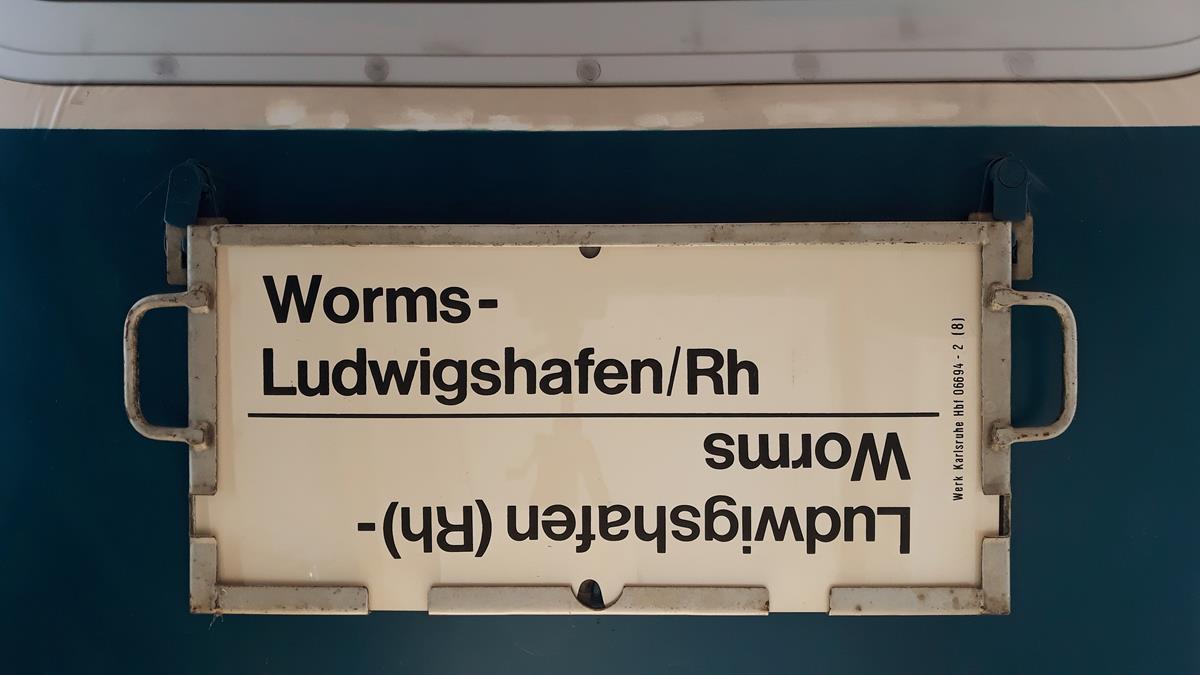 Worms-
Ludwigshafen/Rh
Ludwigshafen (Rh)-
Worms
Werk Karlsruhe Hbf 06694 - 2 (8)